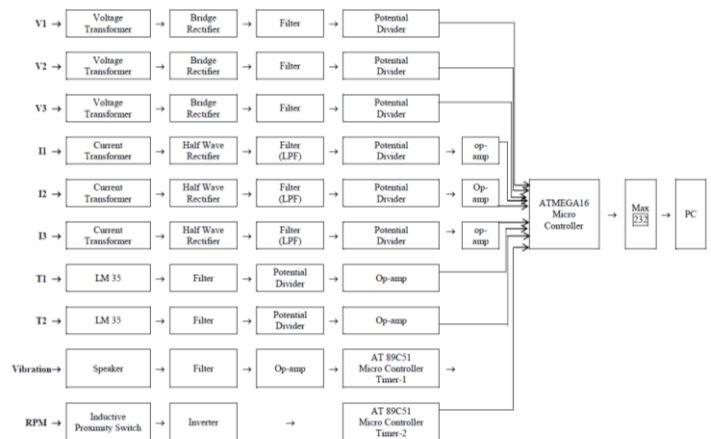 V1 → Voltage Transformer → Bridge Rectifier → Filter → Potential Divider
V2 → Voltage Transformer → Bridge Rectifier → Filter → Potential Divider
V3 → Voltage Transformer → Bridge Rectifier → Filter → Potential Divider
I1 → Current Transformer → Half Wave Rectifier → Filter (LPF) → Potential Divider → op-amp
I2 → Current Transformer → Half Wave Rectifier → Filter (LPF) → Potential Divider → Op-amp
I3 → Current Transformer → Half Wave Rectifier → Filter (LPF) → Potential Divider → op-amp
ATMEGA16 Micro Controller → Max 232 → PC
T1 → LM 35 → Filter → Potential Divider → Op-amp
T2 → LM 35 → Filter → Potential Divider → Op-amp
Vibration→ Speaker → Filter → Op-amp → AT 89C51 Micro Controller Timer-1 →
RPM → Inductive Proximity Switch → Inverter → AT 89C51 Micro Controller Timer-2